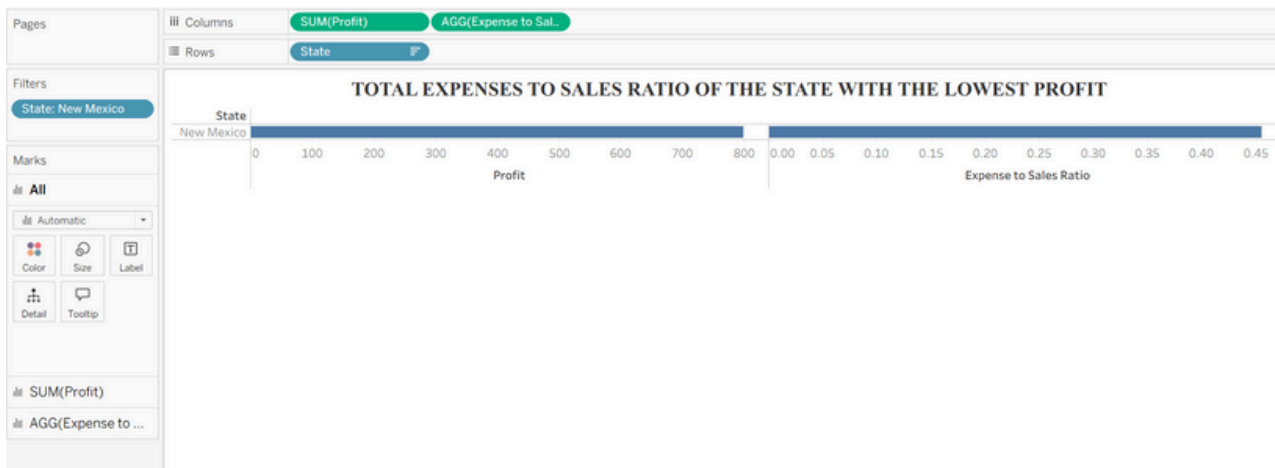 Pages
Columns
SUM(Profit)
AGG(Expense to Sal..
Rows
State
Filters
State: New Mexico
TOTAL EXPENSES TO SALES RATIO OF THE STATE WITH THE LOWEST PROFIT
State
New Mexico
0 100 200 300 400 500 600 700 800 0.00 0.05 0.10 0.15 0.20 0.25 0.30 0.35 0.40 0.45
Profit
Expense to Sales Ratio
Marks
All
Automatic
Color Size Label
Detail Tooltip
SUM(Profit)
AGG(Expense to ...